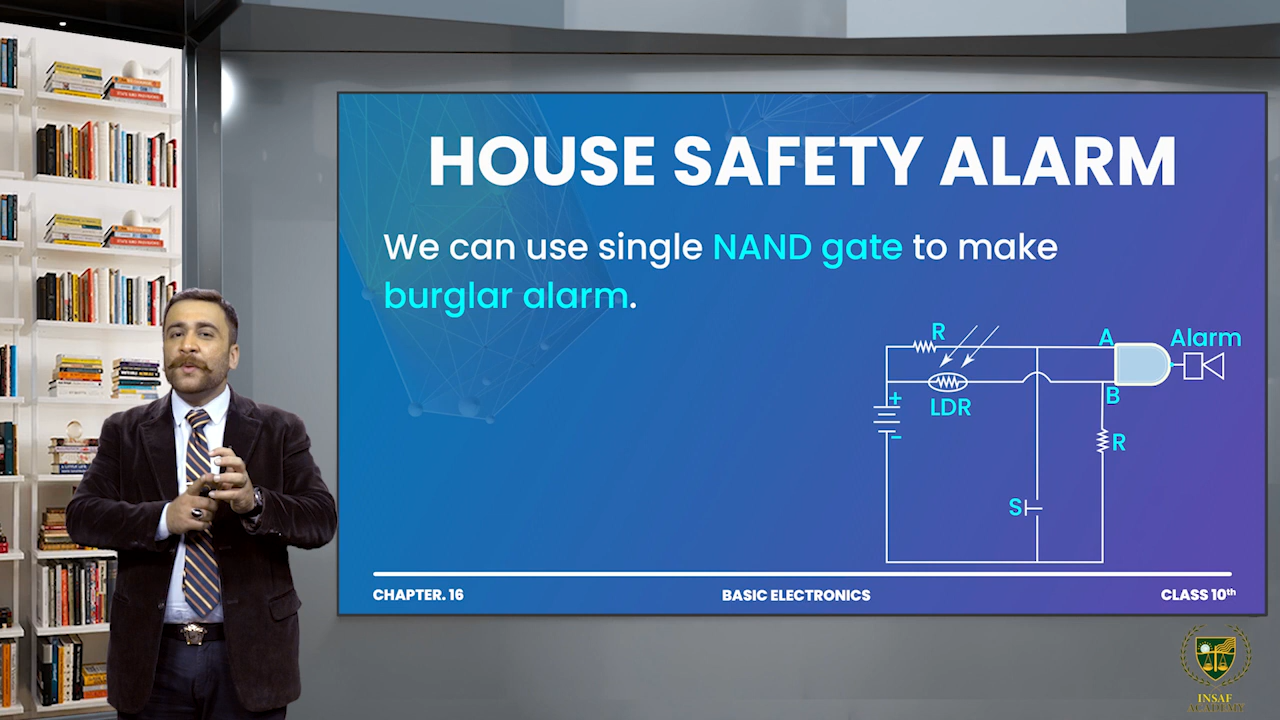 HOUSE SAFETY ALARM
We can use single NAND gate to make
burglar alarm.
R
A
Alarm
+
LDR
B
-
R
S
CHAPTER. 16
BASIC ELECTRONICS
CLASS 10th
INSAF
ACADEMY